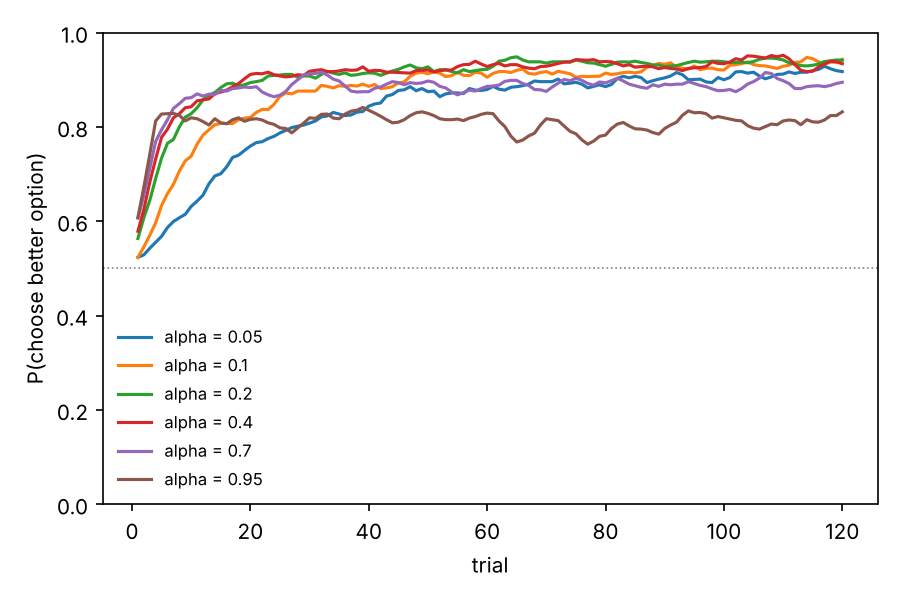 1.0
0.8
0.6
0.4
0.2
0.0
P(choose better option)
alpha = 0.05
alpha = 0.1
alpha = 0.2
alpha = 0.4
alpha = 0.7
alpha = 0.95
0 20 40 60 80 100 120
trial